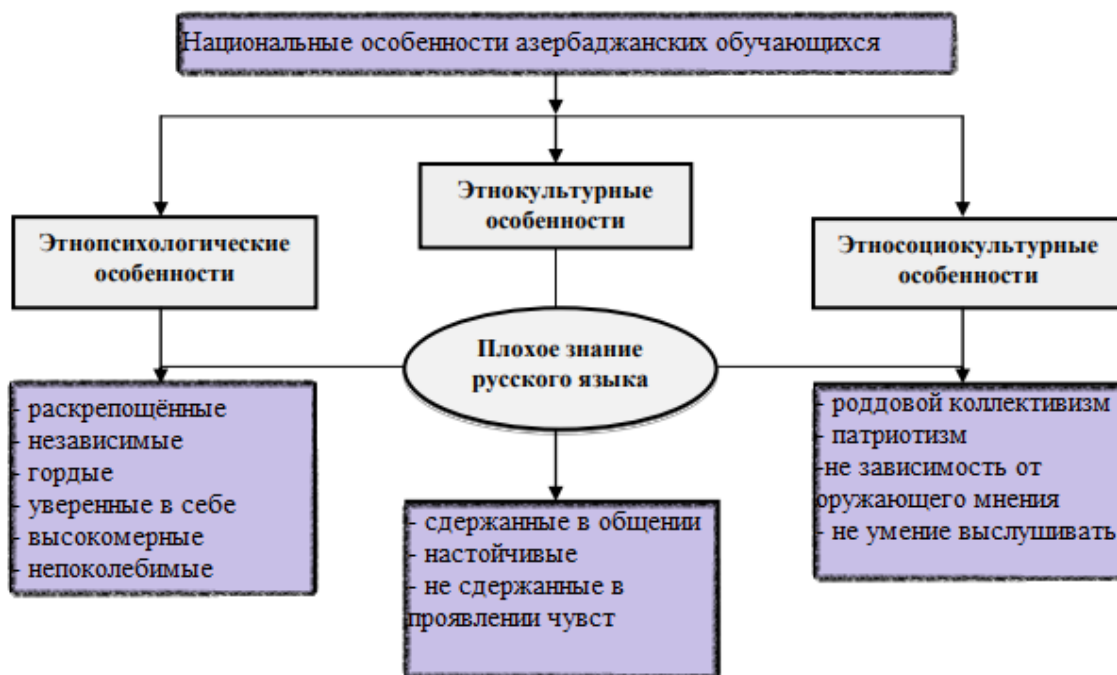 Национальные особенности азербаджанских обучающихся
Этнокультурные
особенности
Этнопсихологические
особенности
Этносоциокультурные
особенности
Плохое знание
русского языка
- раскрепощённые
- независимые
- гордые
- уверенные в себе
- высокомерные
- непоколебимые
- сдержанные в общении
- настойчивые
- не сдержанные в
проявлении чувст
- роддовой коллективизм
- патриотизм
-не зависимость от
оружающего мнения
- не умение выслушивать